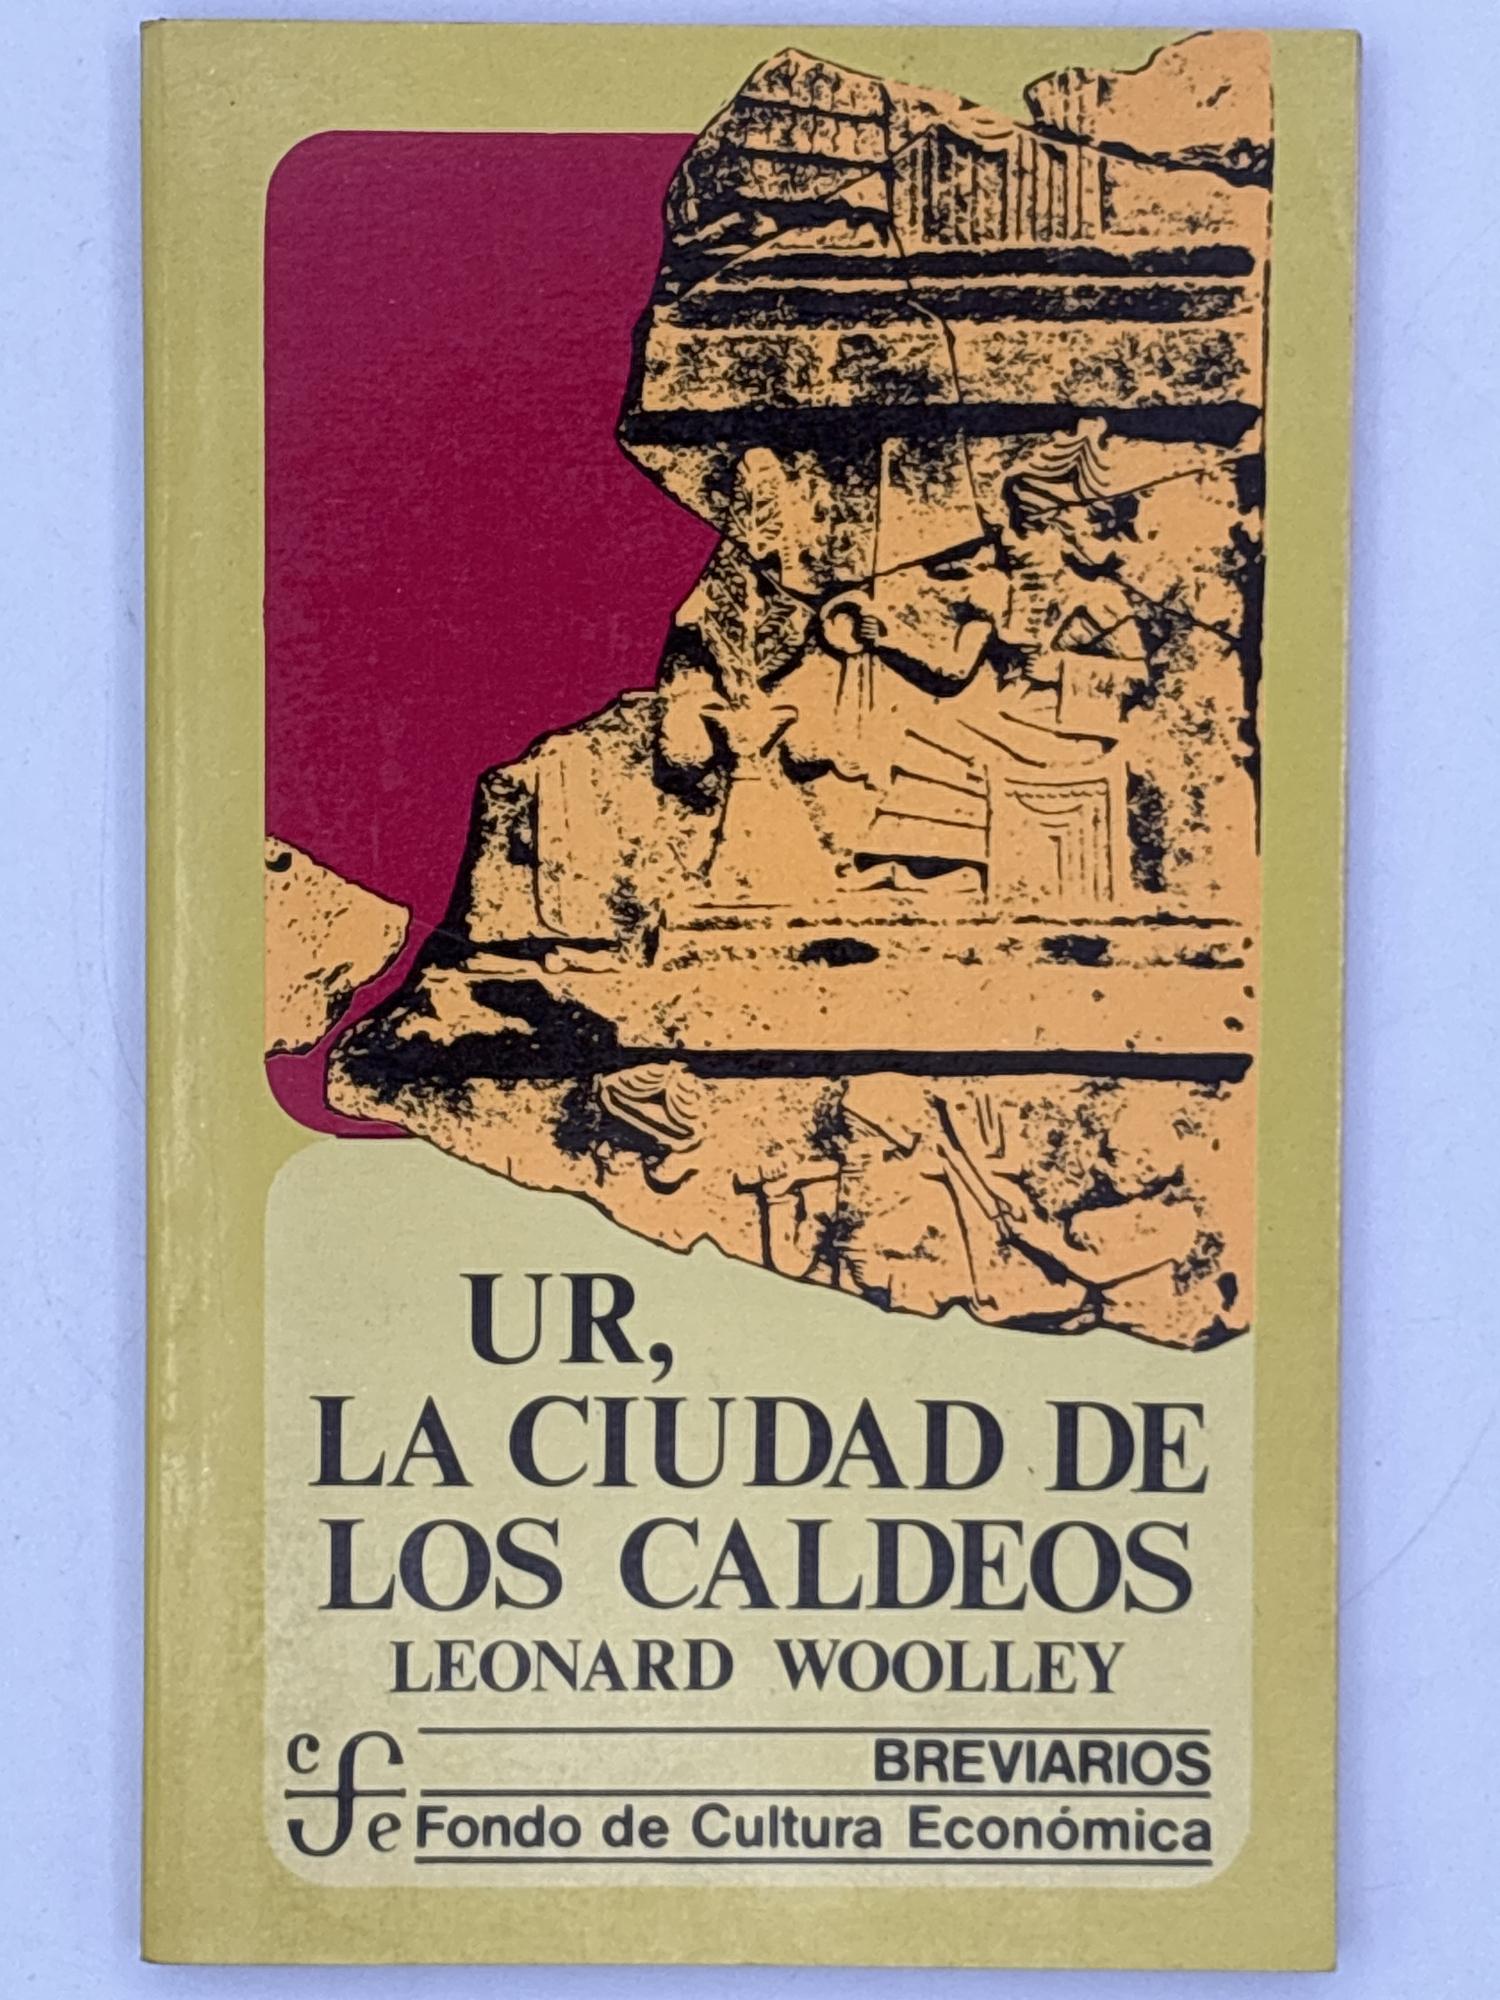 UR,
LA CIUDAD DE
LOS CALDEOS
LEONARD WOOLLEY
cfe
BREVIARIOS
Fondo de Cultura Económica